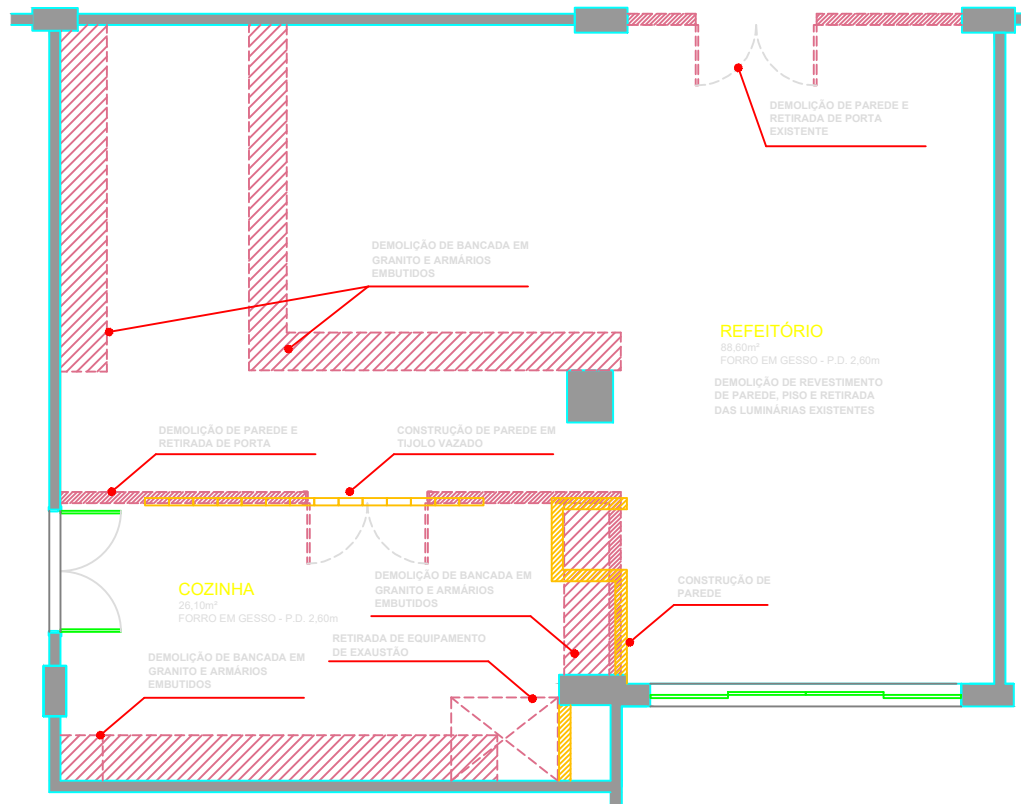 DEMOLIÇÃO DE PAREDE E
RETIRADA DE PORTA
EXISTENTE
DEMOLIÇÃO DE BANCADA EM
GRANITO E ARMÁRIOS
EMBUTIDOS
REFEITÓRIO
88,60m²
FORRO EM GESSO - P.D. 2,60m
DEMOLIÇÃO DE REVESTIMENTO
DE PAREDE, PISO E RETIRADA
DAS LUMINÁRIAS EXISTENTES
DEMOLIÇÃO DE PAREDE E
RETIRADA DE PORTA
CONSTRUÇÃO DE PAREDE EM
TIJOLO VAZADO
COZINHA
26,10m²
FORRO EM GESSO - P.D. 2,60m
DEMOLIÇÃO DE BANCADA EM
GRANITO E ARMÁRIOS
EMBUTIDOS
CONSTRUÇÃO DE
PAREDE
RETIRADA DE EQUIPAMENTO
DE EXAUSTÃO
DEMOLIÇÃO DE BANCADA EM
GRANITO E ARMÁRIOS
EMBUTIDOS